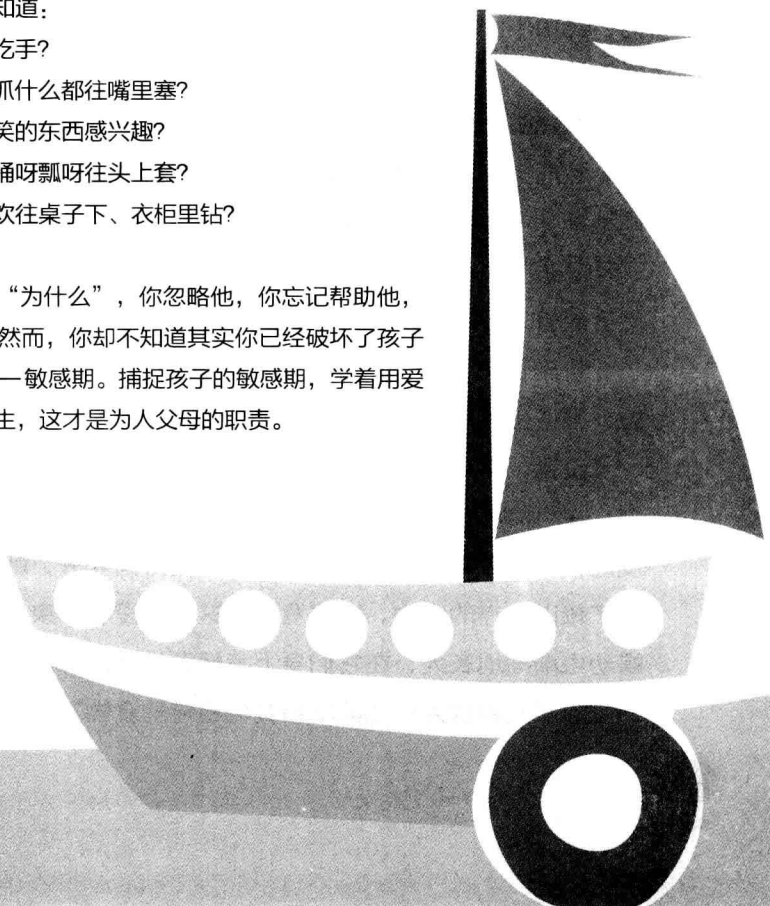 知道：
吃手？
抓什么都往嘴里塞？
笑的东西感兴趣？
桶呀瓢呀往头上套？
欢往桌子下、衣柜里钻？
“为什么”，你忽略他，你忘记帮助他，
然而，你却不知道其实你已经破坏了孩子
—敏感期。捕捉孩子的敏感期，学着用爱
生，这才是为人父母的职责。